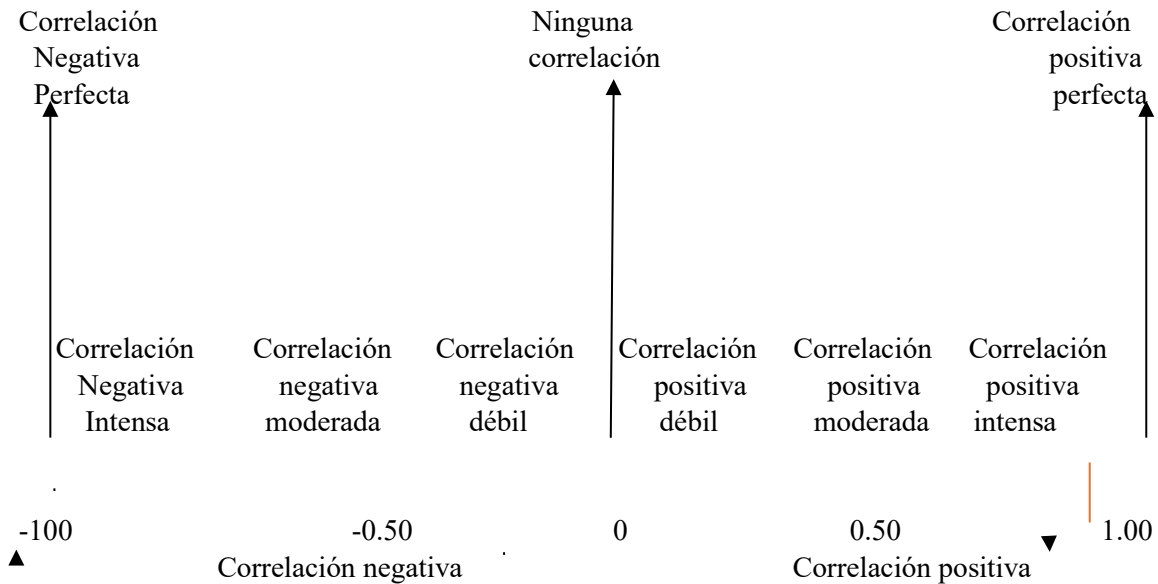 Correlación Ninguna Correlación
Negativa correlación positiva
Perfecta perfecta
Correlación Correlación Correlación Correlación Correlación Correlación
Negativa negativa negativa positiva positiva positiva
Intensa moderada débil débil moderada intensa
-100 -0.50 0 0.50 1.00
Correlación negativa Correlación positiva